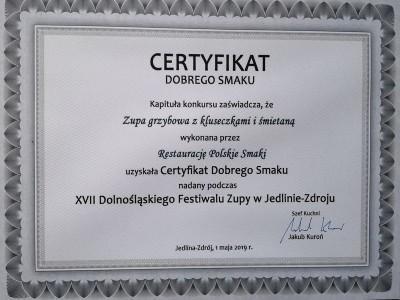 CERTYFIKAT
DOBREGO SMAKU
Kapituła konkursu zaświadcza, że
Zupa grzybowa z kluseczkami i śmietaną
wykonana przez
Restaurację Polskie Smaki
uzyskała Certyfikat Dobrego Smaku
nadany podczas
XVII Dolnośląskiego Festiwalu Zupy w Jedlinie-Zdroju
Szef Kuchni
Jakub Kuroń
Jedlina-Zdrój, 1 maja 2019 r.